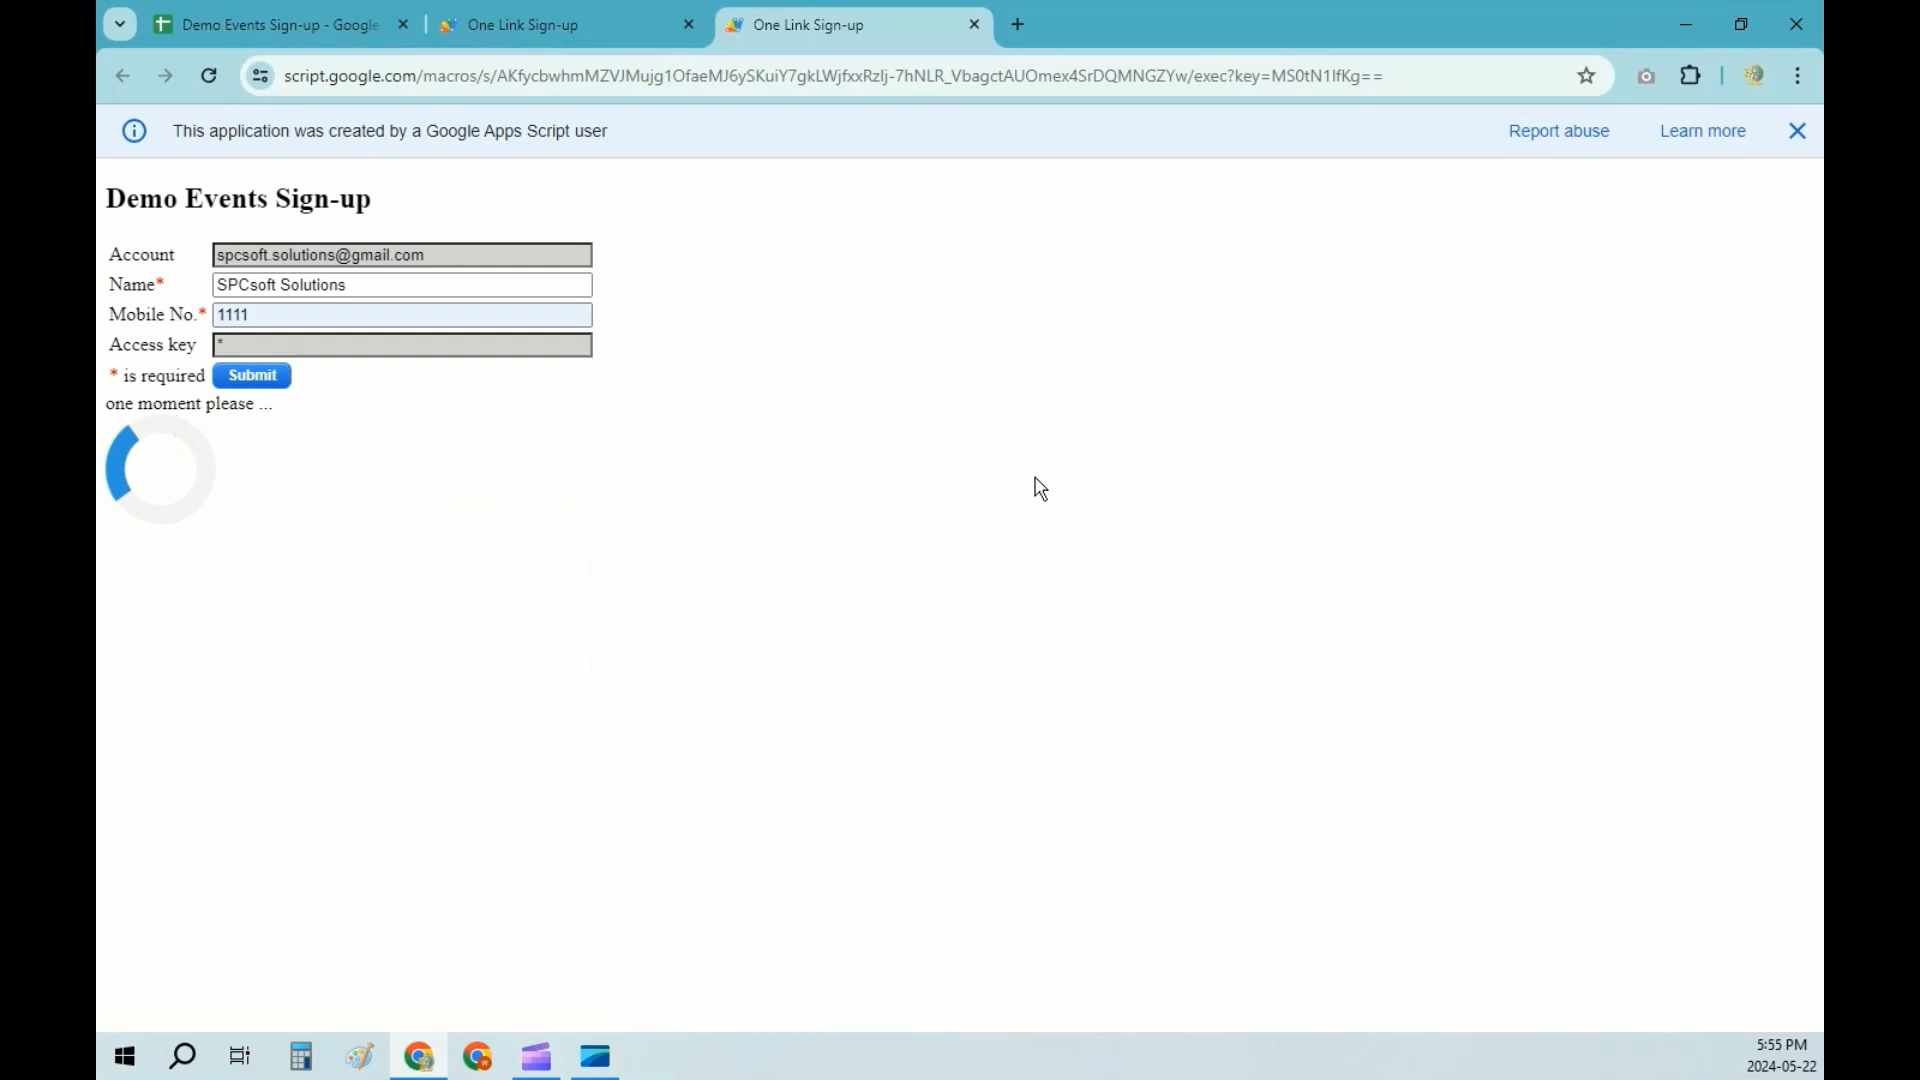 Demo Events Sign-up - Google
One Link Sign-up
One Link Sign-up
script.google.com/macros/s/AKfycbwhmMZVJMujg1OfaeMJ6ySKuiY7gkLWjfxxRzIj-7hNLR_VbagctAUOmex4SrDQMNGZYw/exec?key=MS0tN1lfKg==
This application was created by a Google Apps Script user
Report abuse
Learn more
Demo Events Sign-up
Account spcsoft.solutions@gmail.com
Name* SPCsoft Solutions
Mobile No.* 1111
Access key *
* is required Submit
one moment please ...
5:55 PM
2024-05-22